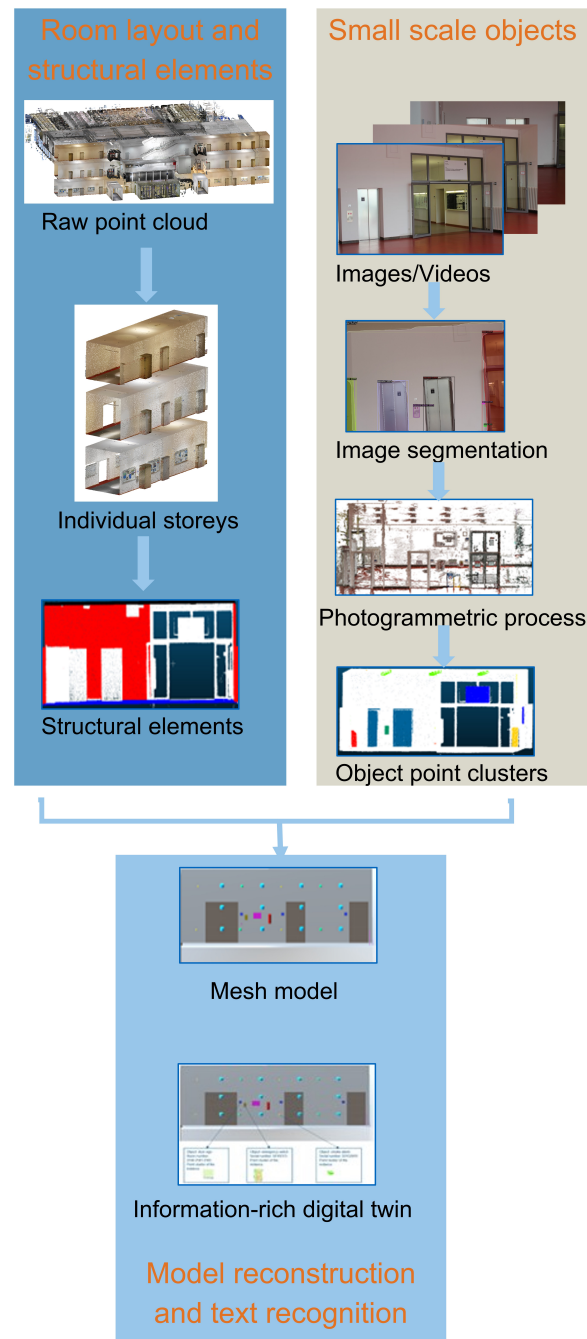 Room layout and
structural elements
Raw point cloud
Individual storeys
Structural elements
Small scale objects
Images/Videos
Image segmentation
Photogrammetric process
Object point clusters
Mesh model
Information-rich digital twin
Model reconstruction
and text recognition